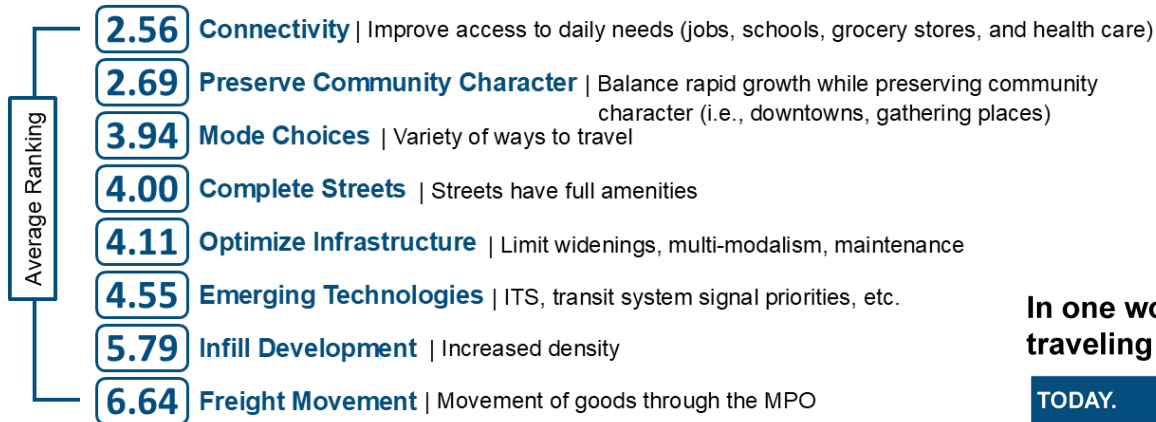 Average Ranking
2.56 Connectivity | Improve access to daily needs (jobs, schools, grocery stores, and health care)
2.69 Preserve Community Character | Balance rapid growth while preserving community
character (i.e., downtowns, gathering places)
3.94 Mode Choices | Variety of ways to travel
4.00 Complete Streets | Streets have full amenities
4.11 Optimize Infrastructure | Limit widenings, multi-modalism, maintenance
4.55 Emerging Technologies | ITS, transit system signal priorities, etc.
5.79 Infill Development | Increased density
6.64 Freight Movement | Movement of goods through the MPO
In one
traveling
TODAY.